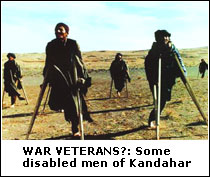 WAR VETERANS?: Some
disabled men of Kandahar